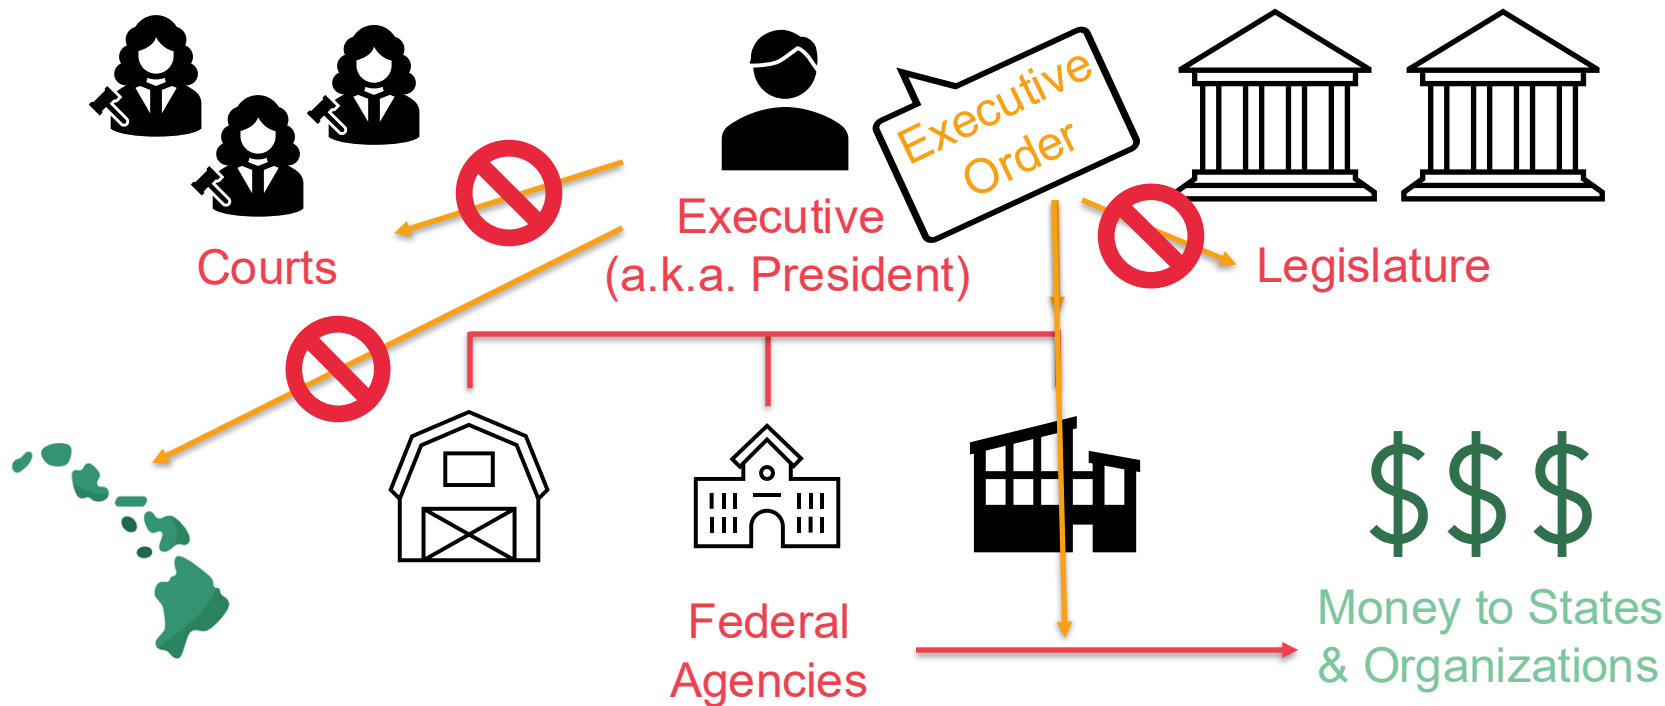 Executive
Order
Courts
Executive
(a.k.a. President)
Legislature
Federal
Agencies
$$$
Money to States
& Organizations